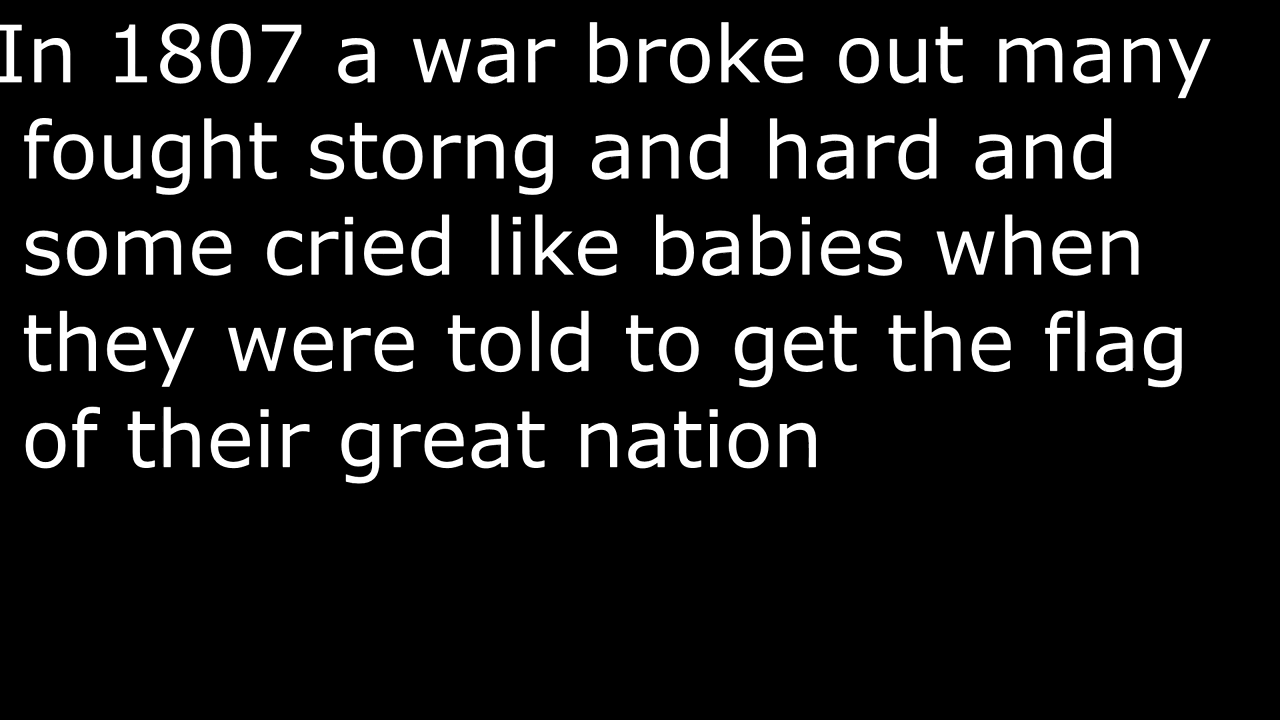 In 1807 a war broke out many
fought storng and hard and
some cried like babies when
they were told to get the flag
of their great nation